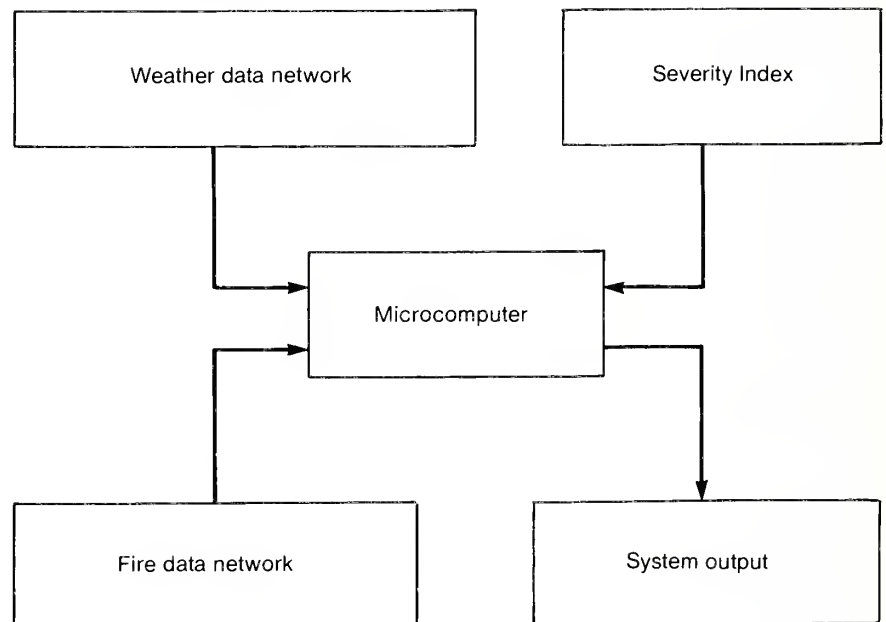 Weather data network
Severity Index
Microcomputer
Fire data network
System output